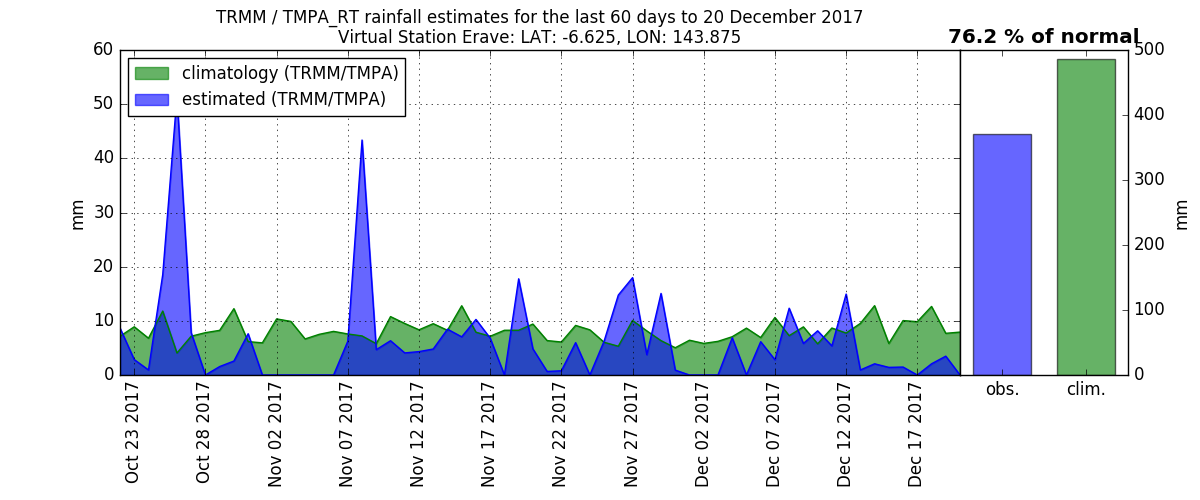 TRMM / TMPA_RT rainfall estimates for the last 60 days to 20 December 2017
Virtual Station Erave: LAT: -6.625, LON: 143.875
76.2 % of normal
climatology (TRMM/TMPA)
estimated (TRMM/TMPA)
mm
60
50
40
30
20
10
0
Oct 23 2017
Oct 28 2017
Nov 02 2017
Nov 07 2017
Nov 12 2017
Nov 17 2017
Nov 22 2017
Nov 27 2017
Dec 02 2017
Dec 07 2017
Dec 12 2017
Dec 17 2017
500
400
300
200
100
0
mm
obs.
clim.